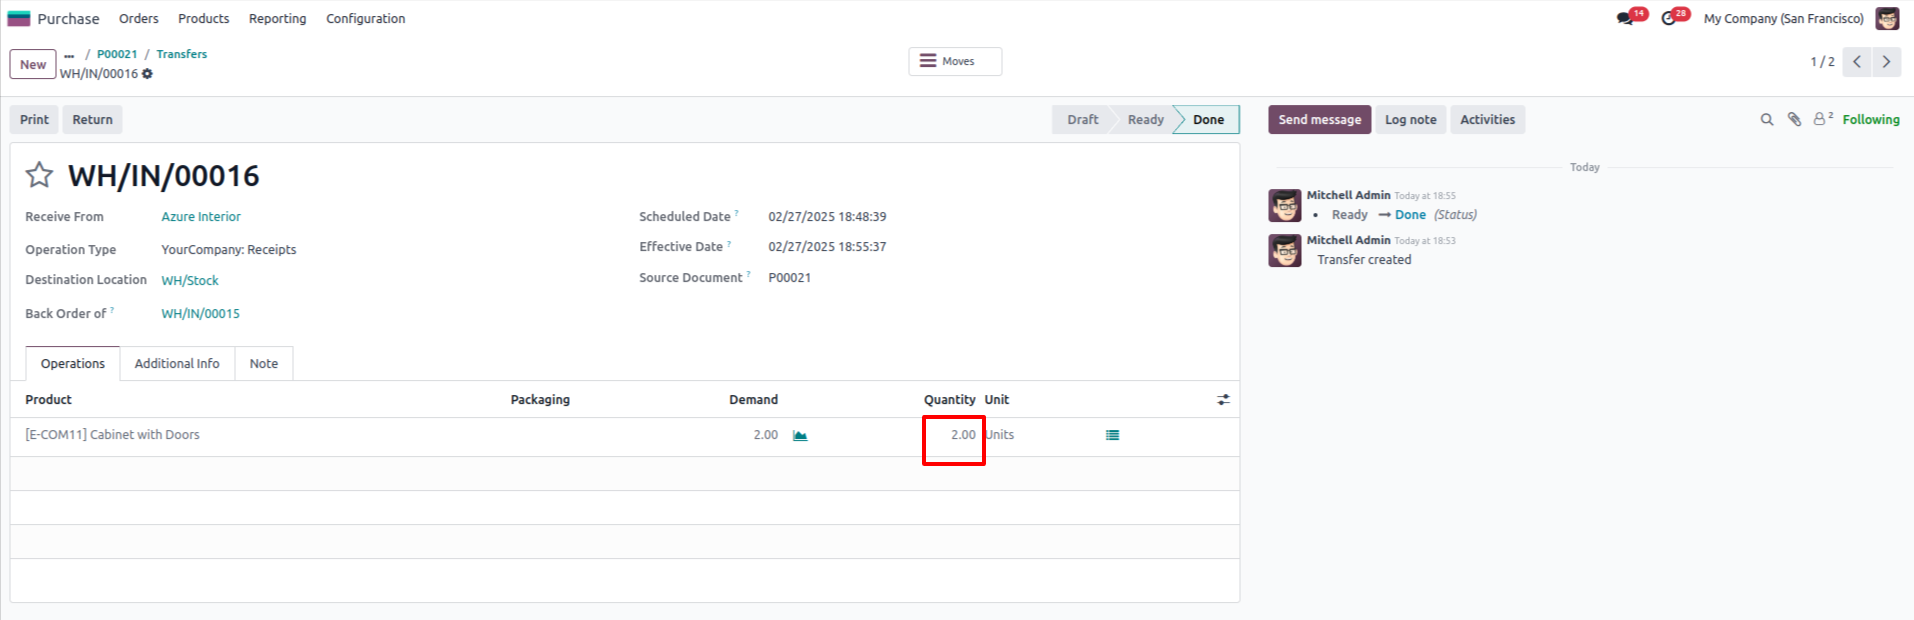 Purchase Orders Products Reporting Configuration 14 28 My Company (San Francisco)
New ... / P00021 / Transfers
WH/IN/00016
Moves
1 / 2
Print Return Draft Ready Done Send message Log note Activities 2 Following
WH/IN/00016
Receive From Azure Interior
Operation Type YourCompany: Receipts
Destination Location WH/Stock
Back Order of ? WH/IN/00015
Scheduled Date ? 02/27/2025 18:48:39
Effective Date ? 02/27/2025 18:55:37
Source Document ? P00021
Operations Additional Info Note
Product Packaging Demand Quantity Unit
[E-COM11] Cabinet with Doors 2.00 2.00 Units
Today
Mitchell Admin Today at 18:55
• Ready → Done (Status)
Mitchell Admin Today at 18:53
Transfer created